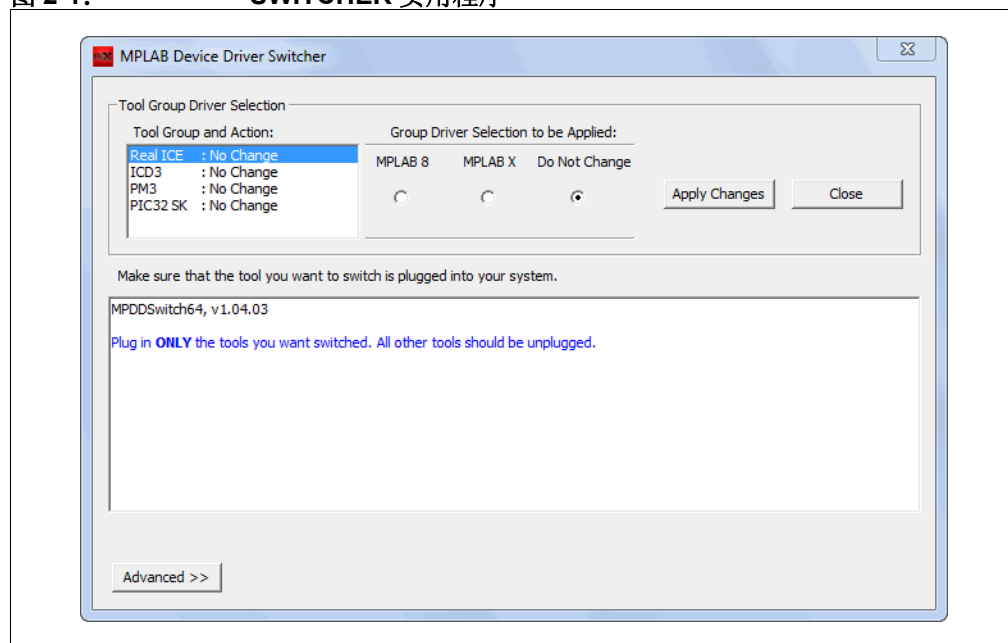 图 2-1: SWITCHER 实用程序
MPLAB Device Driver Switcher
Tool Group Driver Selection
Tool Group and Action:
Group Driver Selection to be Applied:
Real ICE : No Change
ICD3 : No Change
PM3 : No Change
PIC32 SK : No Change
MPLAB 8 MPLAB X Do Not Change
Apply Changes
Close
Make sure that the tool you want to switch is plugged into your system.
MPDDSwitch64, v1.04.03
Plug in ONLY the tools you want switched. All other tools should be unplugged.
Advanced >>